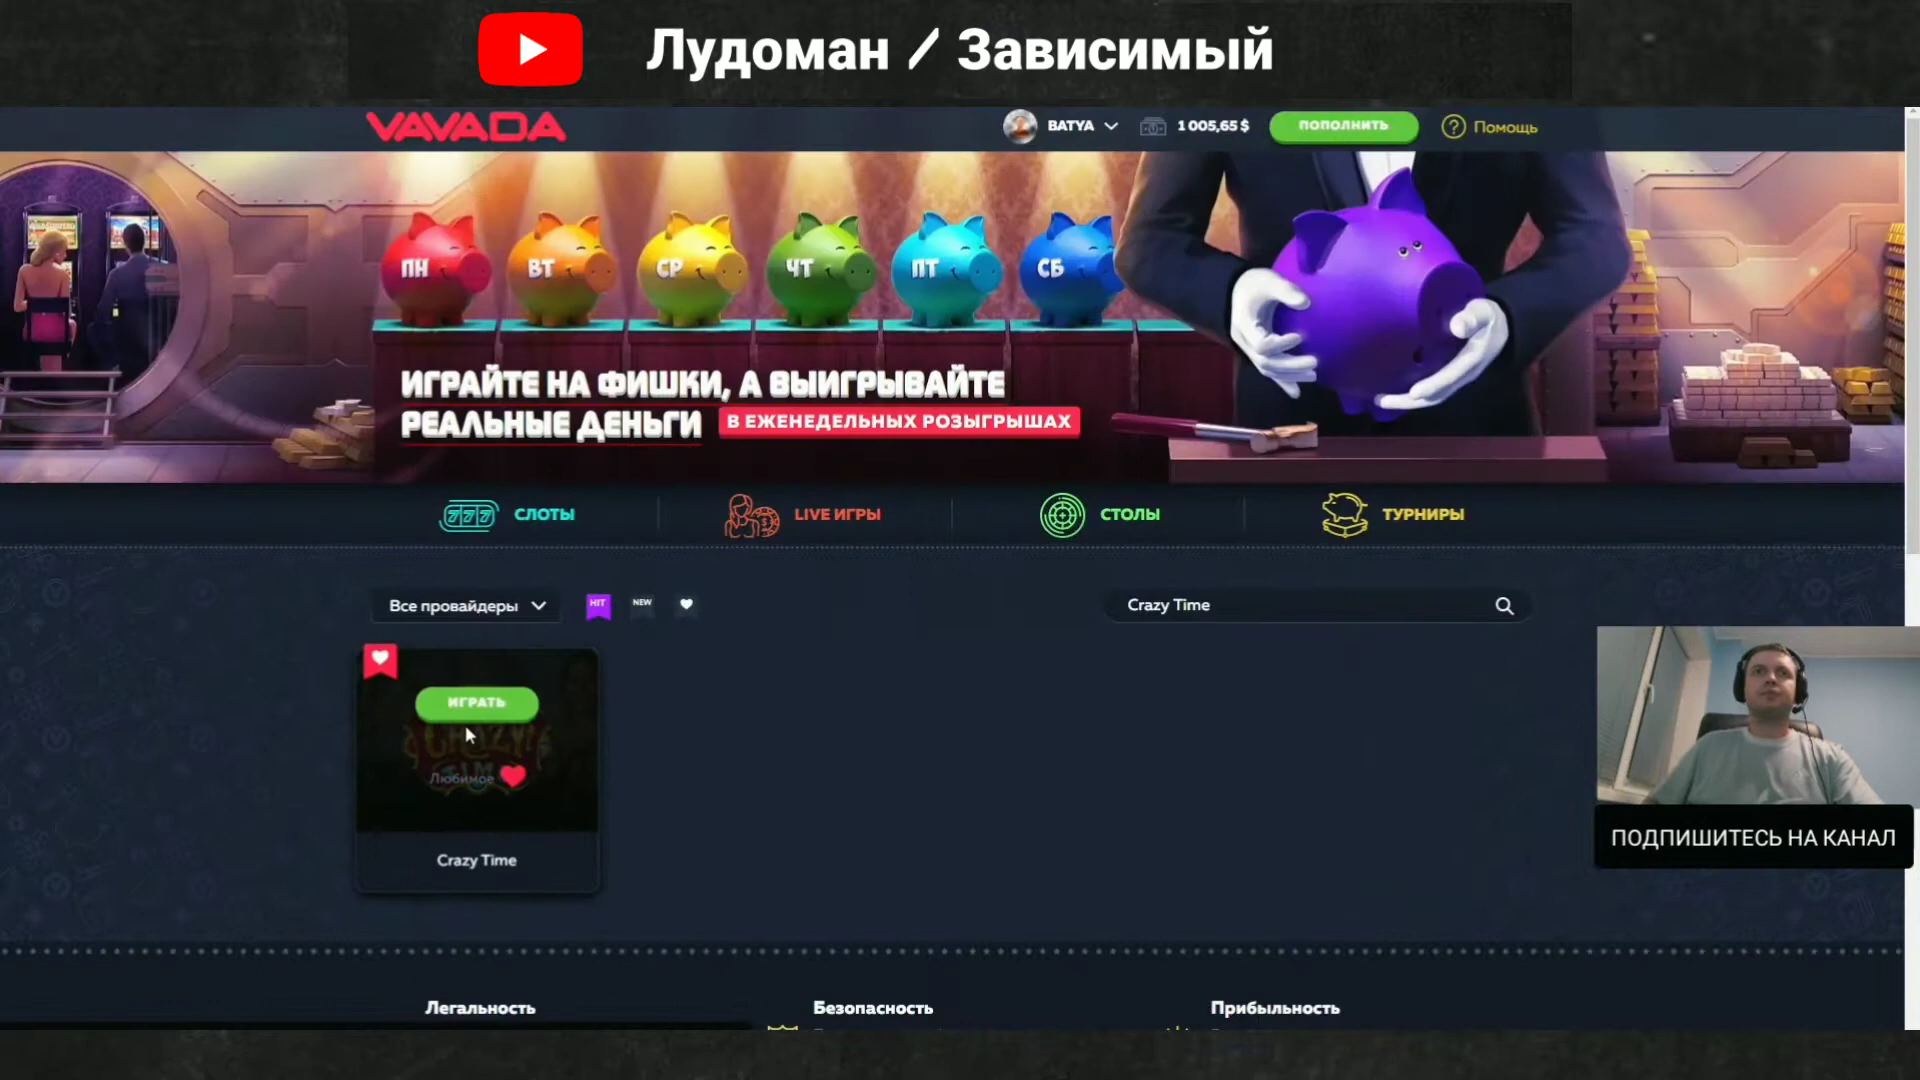 Лудоман / Зависимый
VAVADA
BATYA
1 005,65 $
ПОПОЛНИТЬ
? Помощь
ПН
ВТ
СР
ЧТ
ПТ
СБ
ИГРАЙТЕ НА ФИШКИ, А ВЫИГРЫВАЙТЕ
РЕАЛЬНЫЕ ДЕНЬГИ В ЕЖЕНЕДЕЛЬНЫХ РОЗЫГРЫШАХ
777 СЛОТЫ
LIVE ИГРЫ
СТОЛЫ
ТУРНИРЫ
Все провайдеры
HIT
NEW
Crazy Time
ИГРАТЬ
CRAZY
Любимое
Crazy Time
ПОДПИШИТЕСЬ НА КАНАЛ
Легальность
Безопасность
Прибыльность